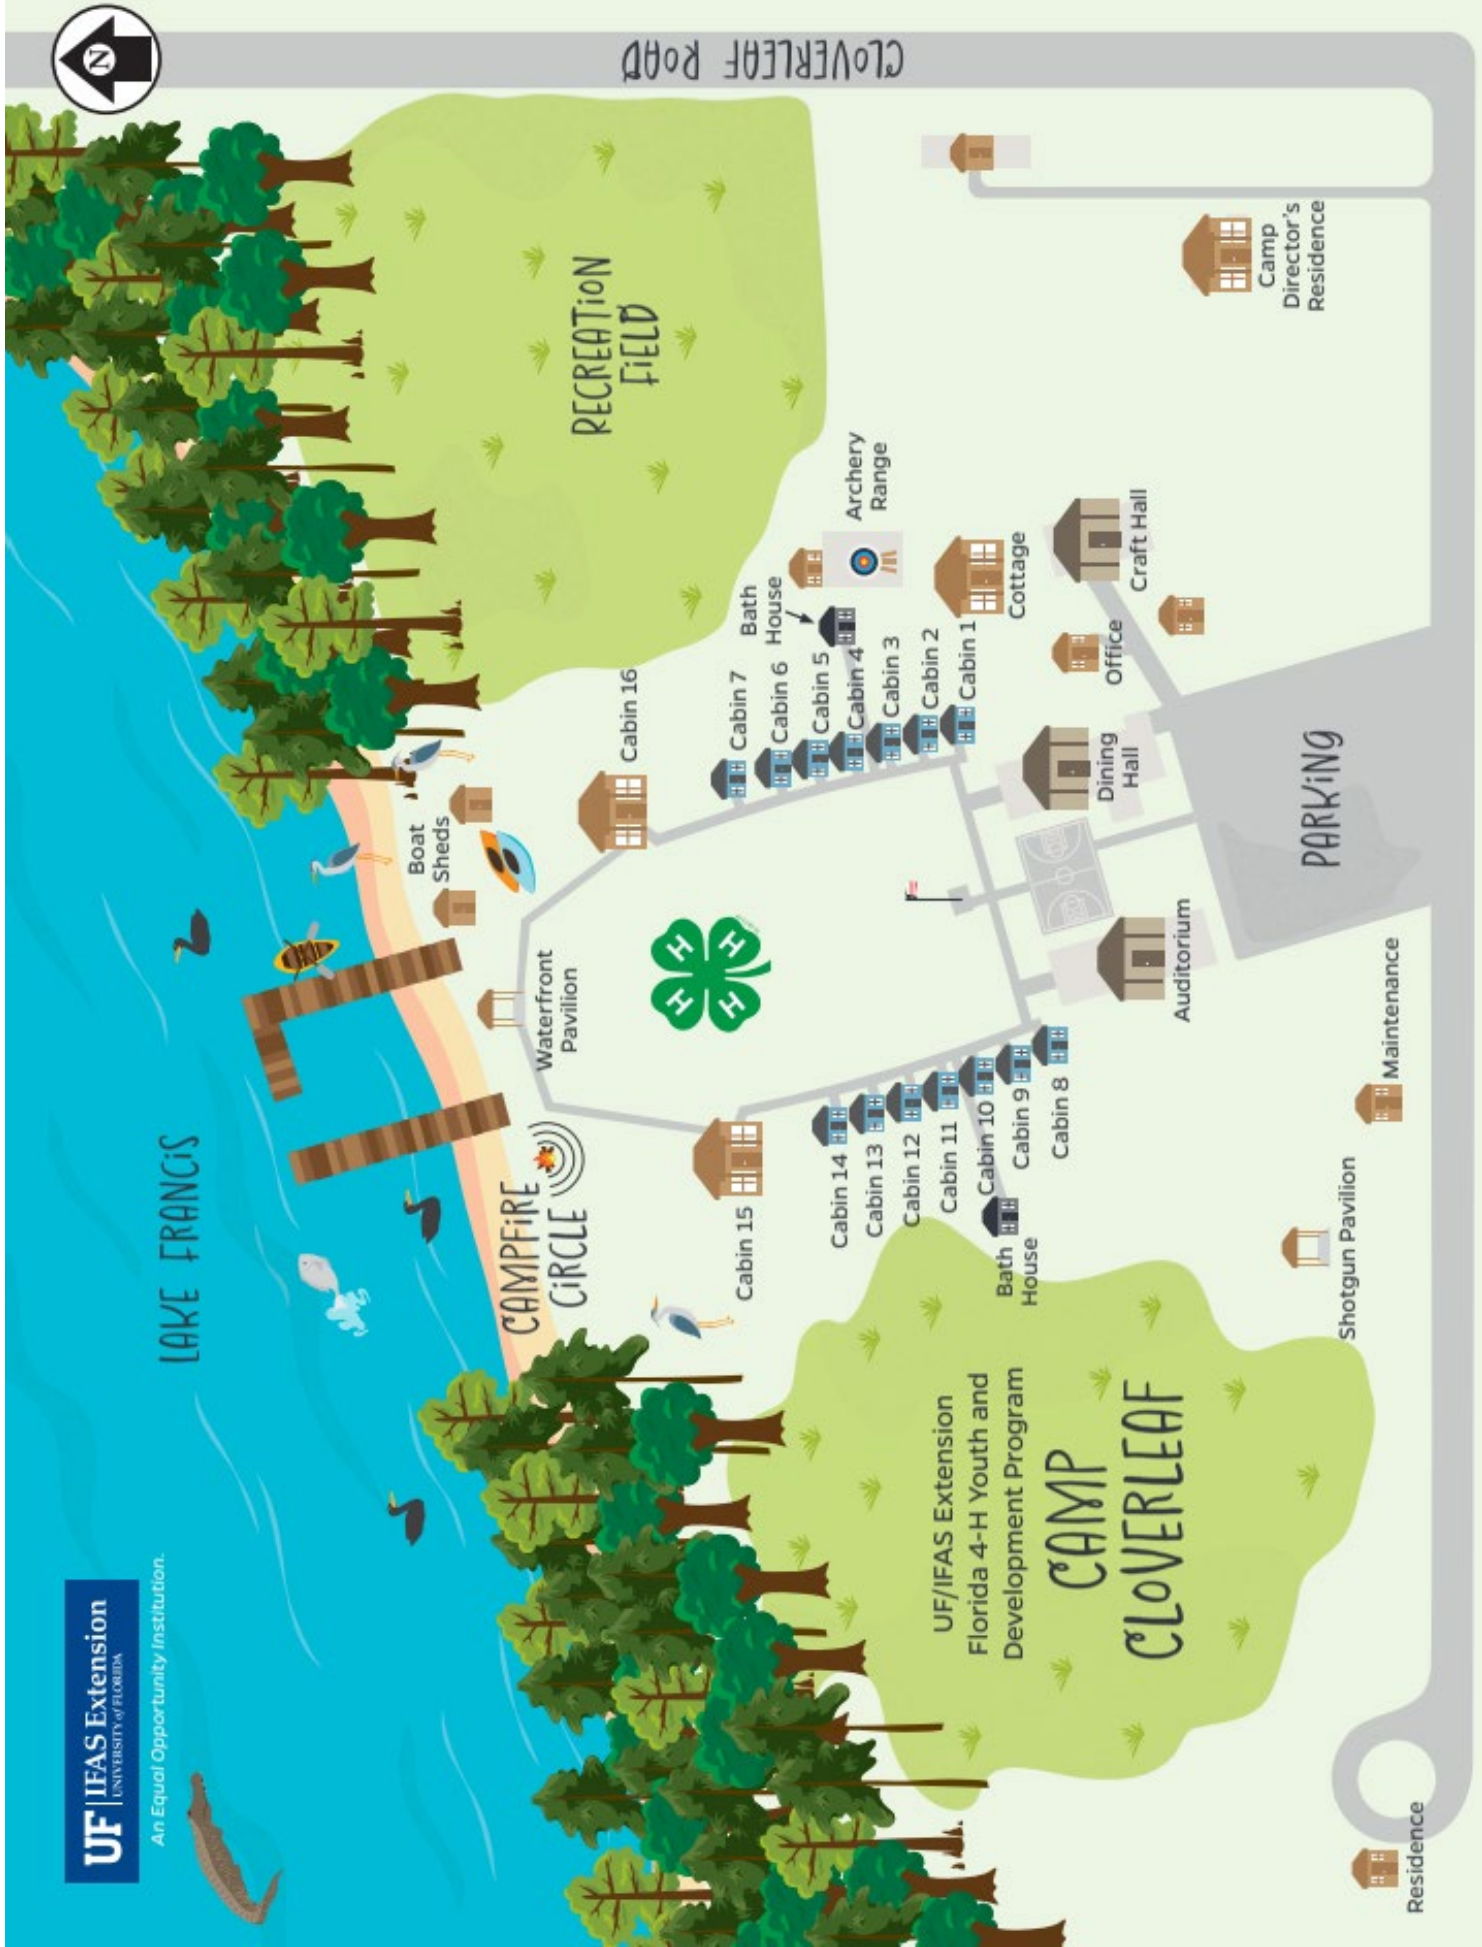 UF | IFAS Extension
UNIVERSITY of FLORIDA
An Equal Opportunity Institution.
LAKE FRANCIS
N
Boat
Sheds
CAMPFIRE
CIRCLE
Waterfront
Pavilion
Cabin 16
RECREATION
FIELD
CLOVERLEAF ROAD
H H
H H
Cabin 15
Cabin 7
Cabin 6
Cabin 5
Cabin 4
Cabin 3
Cabin 2
Cabin 1
Bath
House
Archery
Range
Cabin 14
Cabin 13
Cabin 12
Cabin 11
Cabin 10
Cabin 9
Cabin 8
Bath
House
Cottage
Office
Craft Hall
Dining
Hall
Auditorium
UF/IFAS Extension
Florida 4-H Youth and
Development Program
CAMP
CLOVERLEAF
Camp
Director's
Residence
PARKING
Maintenance
Shotgun Pavilion
Residence